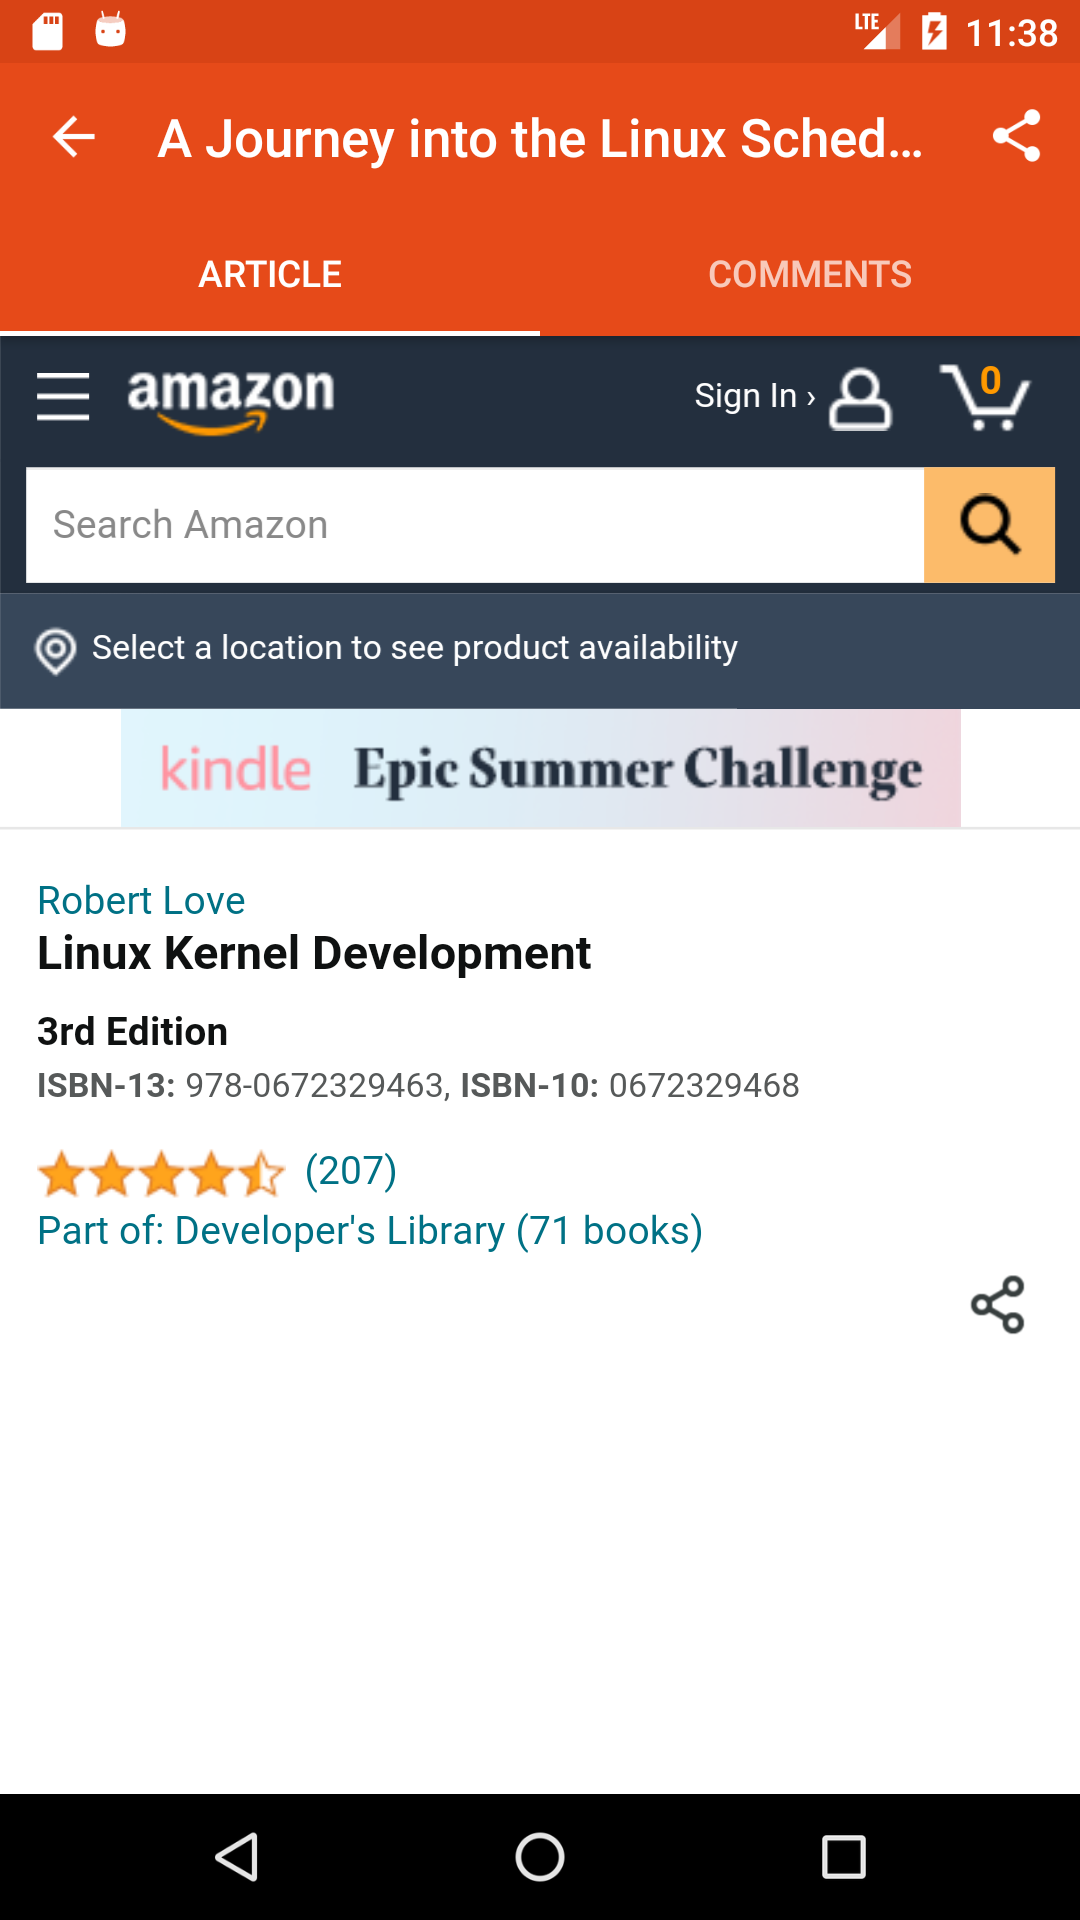 LTE 11:38
A Journey into the Linux Sched...
ARTICLE COMMENTS
amazon Sign In › 0
Search Amazon
Select a location to see product availability
kindle Epic Summer Challenge
Robert Love
Linux Kernel Development
3rd Edition
ISBN-13: 978-0672329463, ISBN-10: 0672329468
(207)
Part of: Developer's Library (71 books)